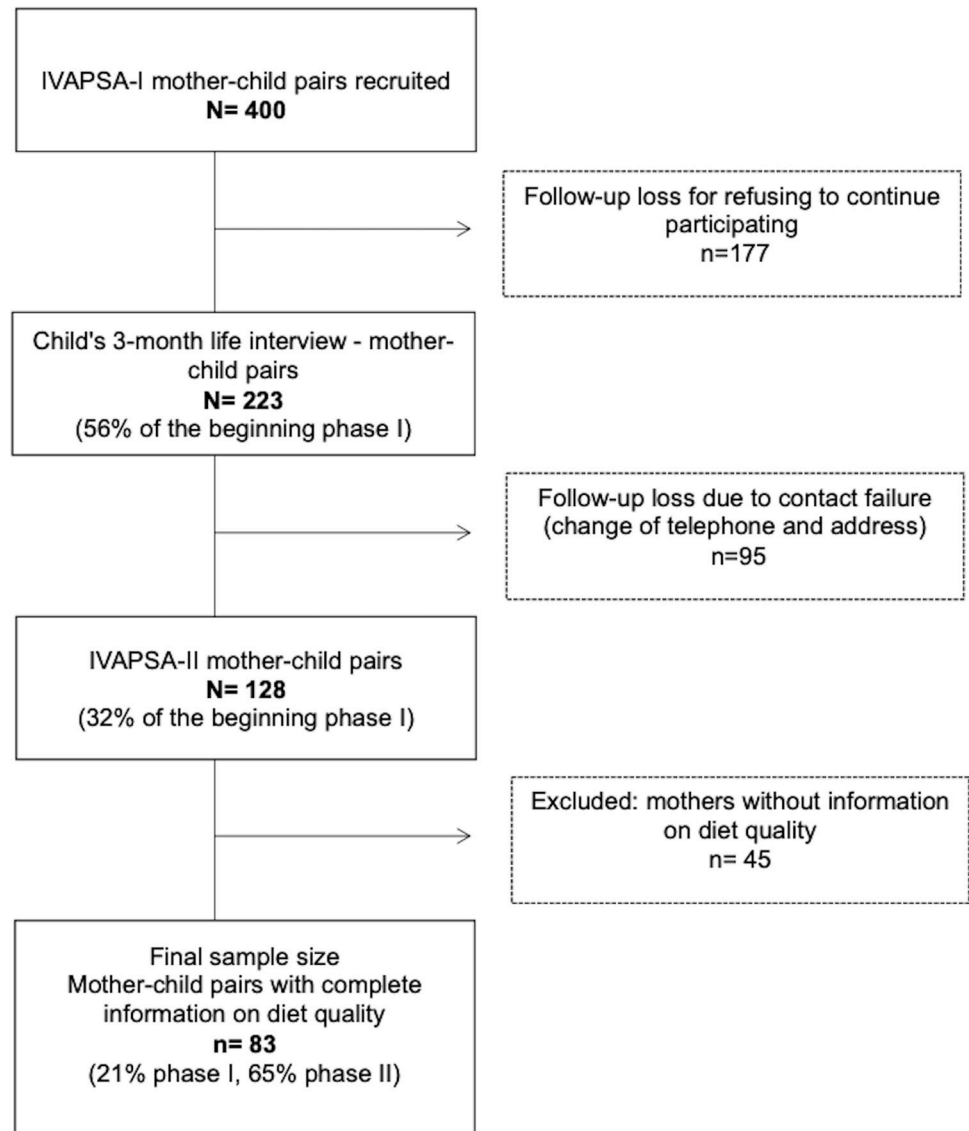 IVAPSA-I mother-child pairs recruited
N= 400
Follow-up loss for refusing to continue
participating
n=177
Child's 3-month life interview - mother-
child pairs
N= 223
(56% of the beginning phase I)
Follow-up loss due to contact failure
(change of telephone and address)
n=95
IVAPSA-II mother-child pairs
N= 128
(32% of the beginning phase I)
Excluded: mothers without information
on diet quality
n= 45
Final sample size
Mother-child pairs with complete
information on diet quality
n= 83
(21% phase I, 65% phase II)